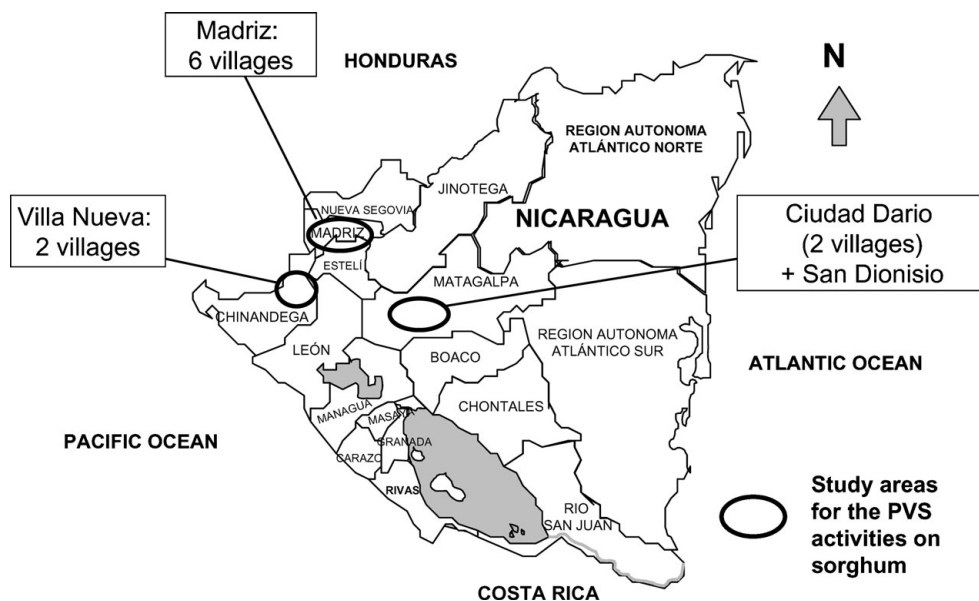 Madriz:
6 villages
HONDURAS
N
REGION AUTONOMA
ATLÁNTICO NORTE
JINOTEGA
NUEVA SEGOVIA
Villa Nueva:
2 villages
MADRIZ
NICARAGUA
Ciudad Dario
(2 villages)
+ San Dionisio
ESTELÍ
MATAGALPA
CHINANDEGA
LEÓN
REGION AUTONOMA
ATLÁNTICO SUR
BOACO
ATLANTIC OCEAN
CHONTALES
MANAGUA
MASAYA
PACIFIC OCEAN
GRANADA
CARAZO
RIVAS
RIO
SAN JUAN
Study areas
for the PVS
activities on
sorghum
COSTA RICA